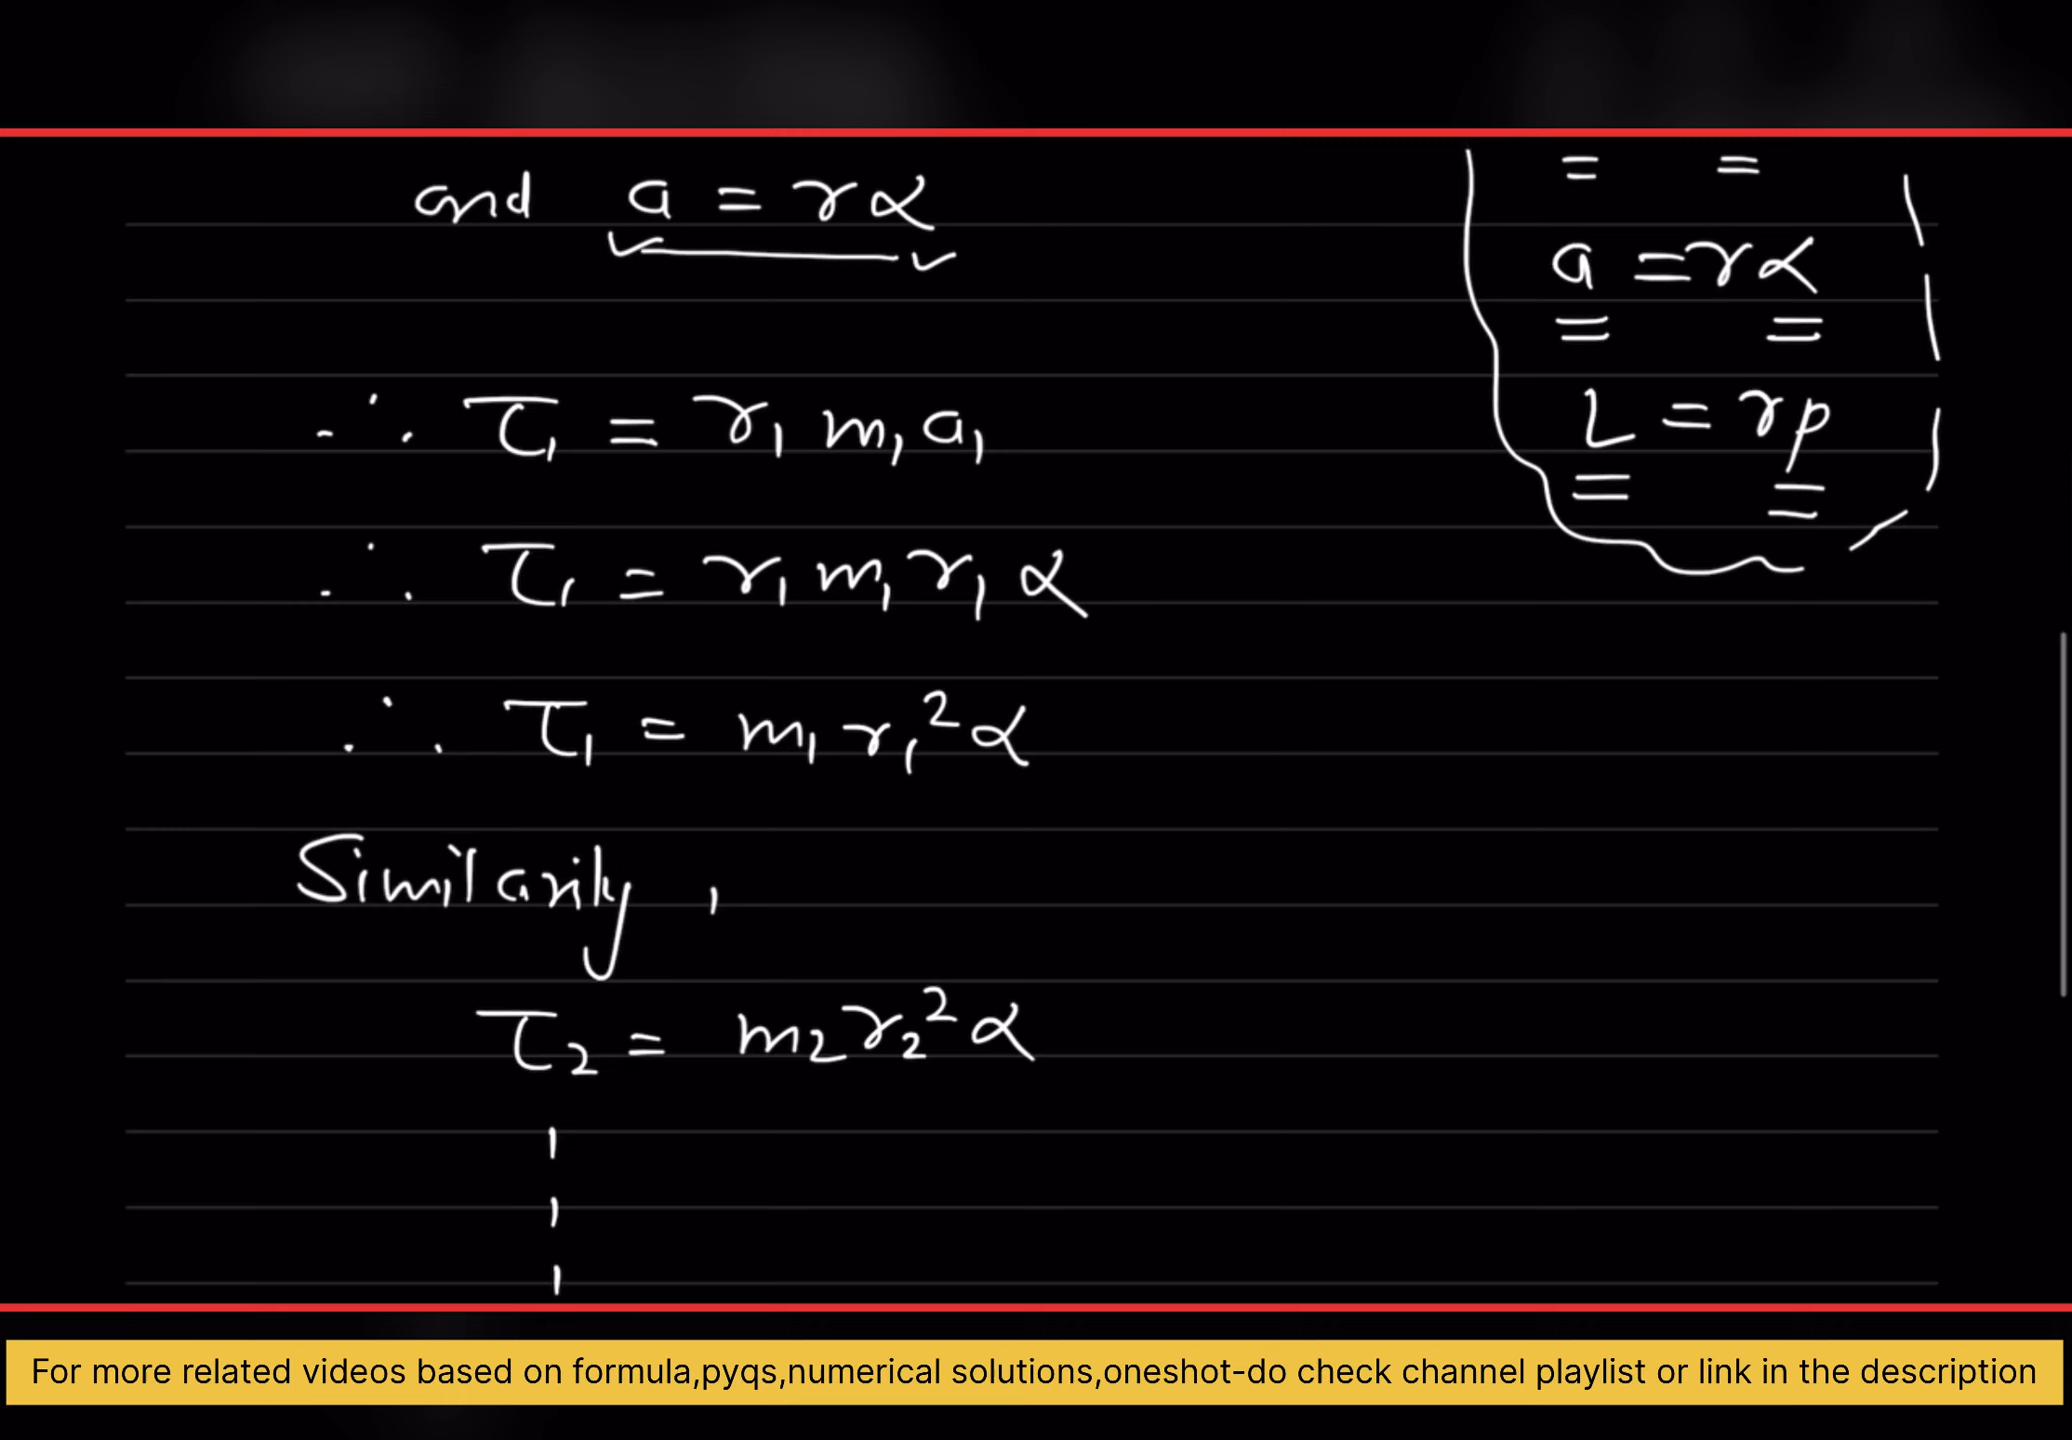 and a = rα
= =
a = rα
= =
L = rp
= =
∴ τ₁ = r₁ m₁ a₁
∴ τ₁ = r₁ m₁ r₁ α
∴ τ₁ = m₁ r₁² α
Similarily,
τ₂ = m₂ r₂² α
For more related videos based on formula,pyqs,numerical solutions,oneshot-do check channel playlist or link in the description